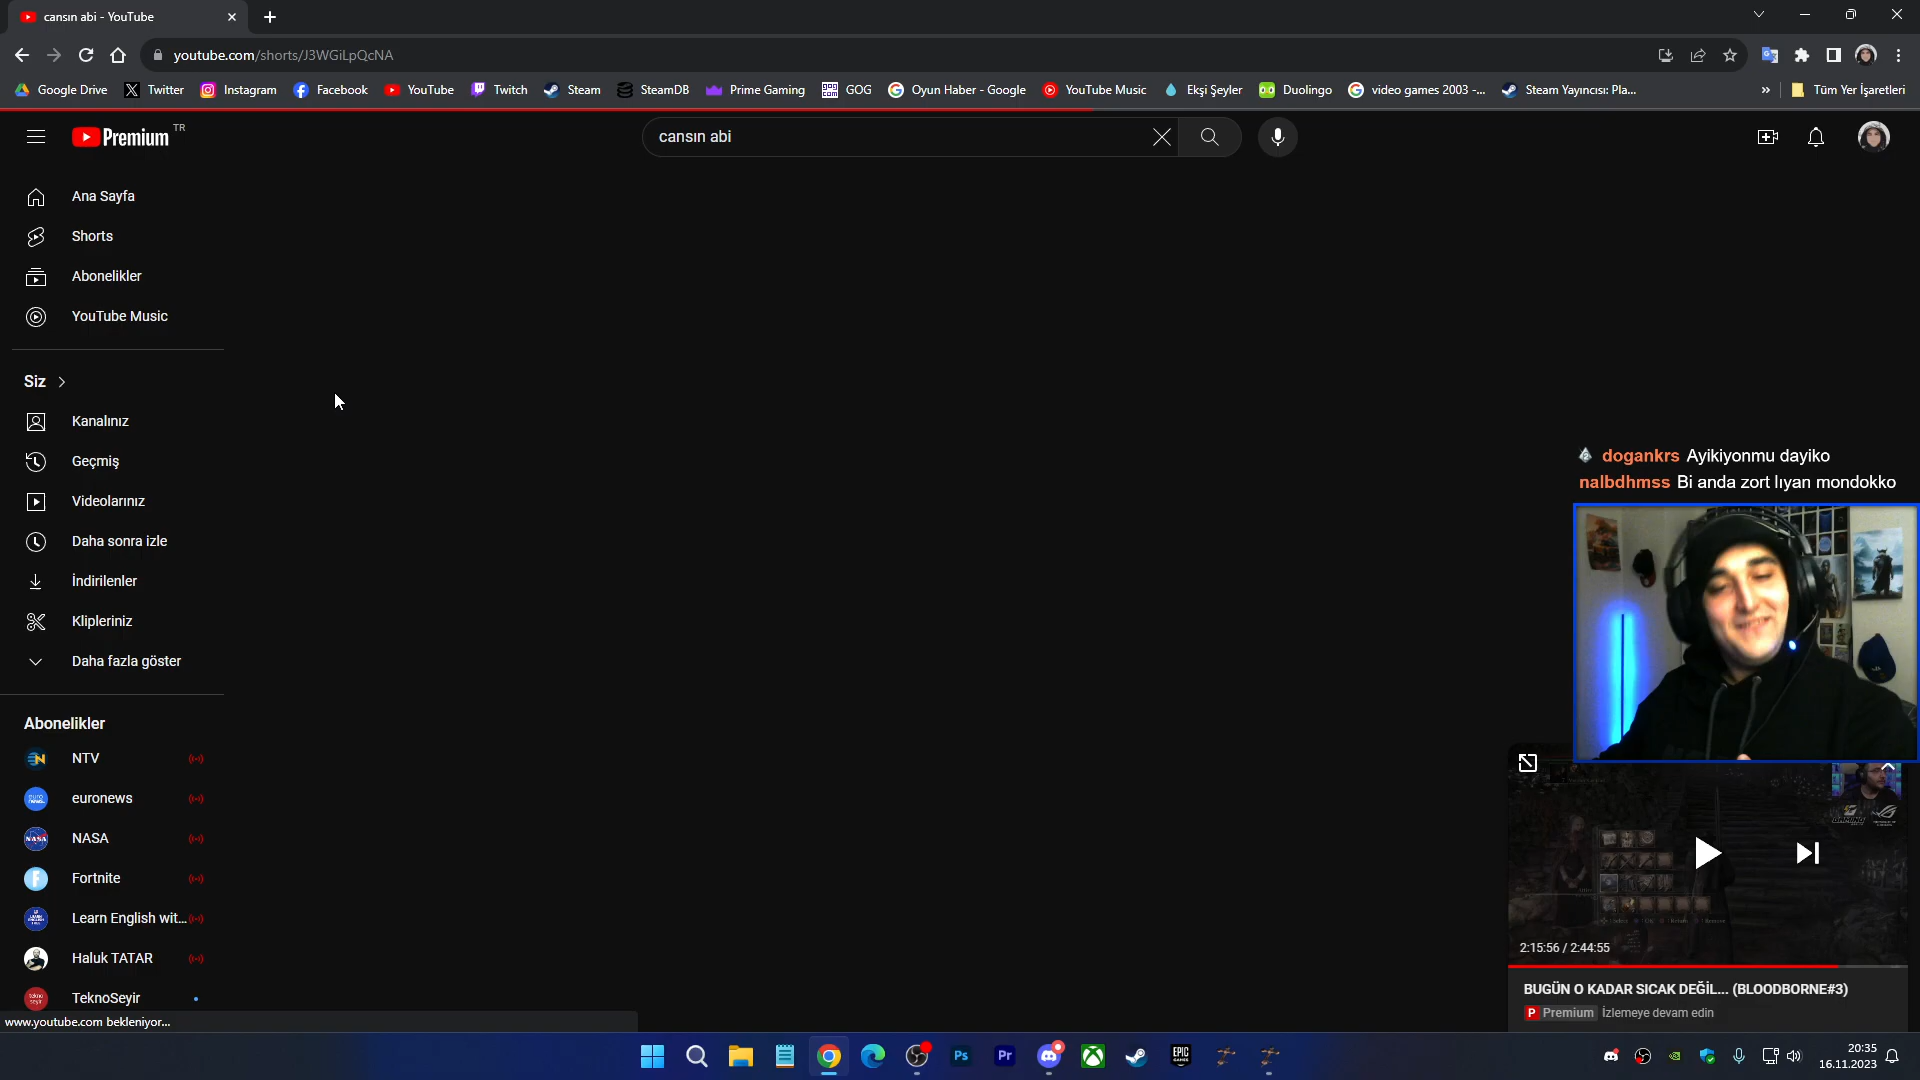 cansın abi - YouTube
youtube.com/shorts/J3WGiLpQcNA
Google Drive Twitter Instagram Facebook YouTube Twitch Steam SteamDB Prime Gaming GOG Oyun Haber - Google YouTube Music Ekşi Şeyler Duolingo video games 2003 -... Steam Yayıncısı: Pla... » Tüm Yer İşaretleri
Premium TR
cansın abi
Ana Sayfa
Shorts
Abonelikler
YouTube Music
Siz
Kanalınız
Geçmiş
Videolarınız
Daha sonra izle
İndirilenler
Klipleriniz
Daha fazla göster
Abonelikler
NTV
euronews
NASA
Fortnite
Learn English wit...
Haluk TATAR
TeknoSeyir
www.youtube.com bekleniyor...
dogankrs Ayikiyonmu dayiko
nalbdhmss Bi anda zort lıyan mondokko
2:15:56 / 2:44:55
BUGÜN O KADAR SICAK DEĞİL... (BLOODBORNE#3)
P Premium İzlemeye devam edin
Ps
Pr
EPIC GAMES
20:35
16.11.2023